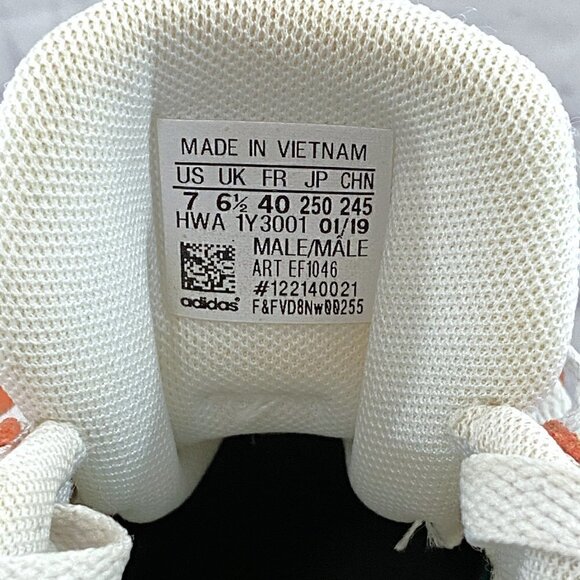 MADE IN VIETNAM
US UK FR JP CHN
7 6½ 40 250 245
HWA 1Y3001 01/19
MALE/MÂLE
ART EF1046
#122140021
adidas® F&FVD8Nw00255